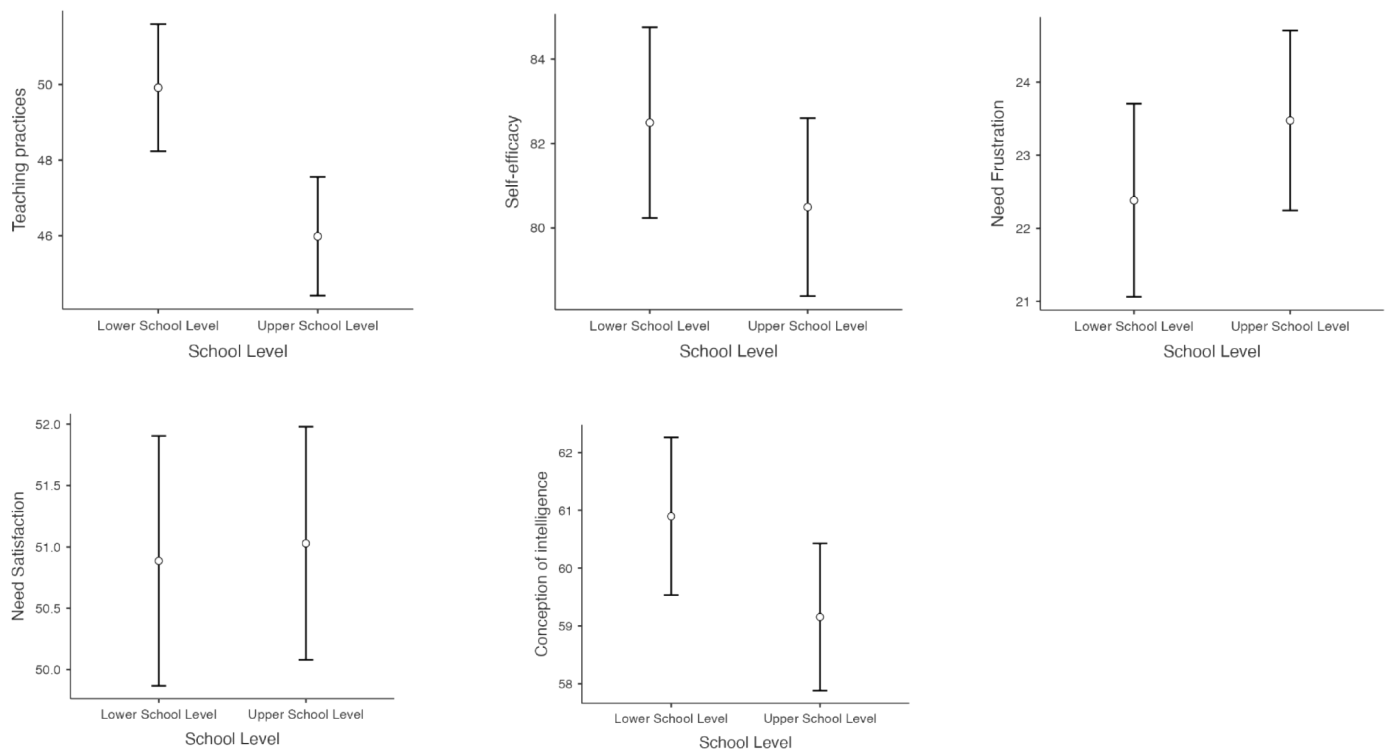 Teaching practices
50
48
46
Lower School Level
Upper School Level
School Level
Self-efficacy
84
82
80
Lower School Level
Upper School Level
School Level
Need Frustration
24
23
22
21
Lower School Level
Upper School Level
School Level
Need Satisfaction
52.0
51.5
51.0
50.5
50.0
Lower School Level
Upper School Level
School Level
Conception of intelligence
62
61
60
59
58
Lower School Level
Upper School Level
School Level